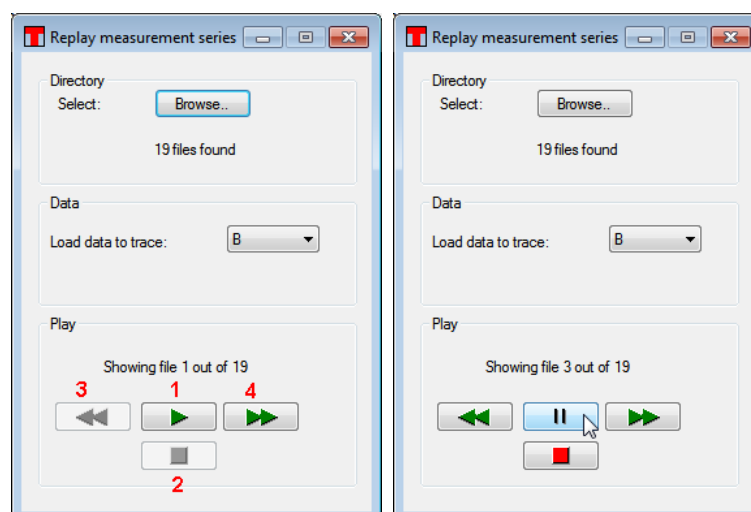 Replay measurement series
Directory
Select:
Browse..
19 files found
Data
Load data to trace:
B
Play
Showing file 1 out of 19
3
1
4
2
Replay measurement series
Directory
Select:
Browse..
19 files found
Data
Load data to trace:
B
Play
Showing file 3 out of 19